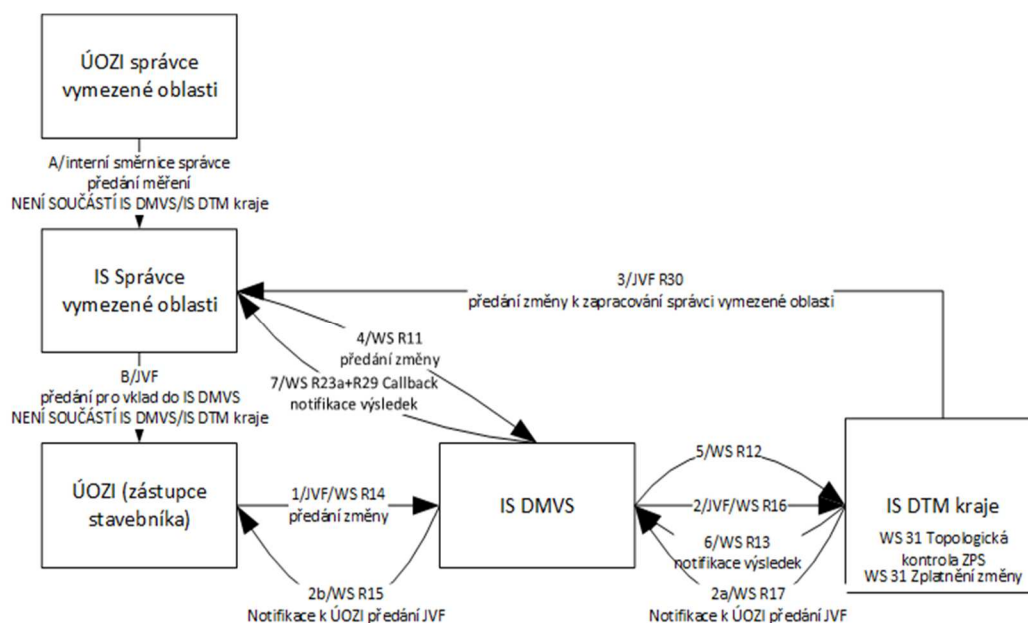 ÚOZI správce
vymezené oblasti
A/interní směrnice správce
předání měření
NENÍ SOUČÁSTÍ IS DMVS/IS DTM kraje
IS Správce
vymezené oblasti
3/JVF R30
předání změny k zapracování správci vymezené oblasti
4/WS R11
předání změny
7/WS R23a+R29 Callback
notifikace výsledek
B/JVF
předání pro vklad do IS DMVS
NENÍ SOUČÁSTÍ IS DMVS/IS DTM kraje
ÚOZI (zástupce
stavebníka)
1/JVF/WS R14
předání změny
IS DMVS
5/WS R12
2/JVF/WS R16
6/WS R13
notifikace výsledek
IS DTM kraje
WS 31 Topologická
kontrola ZPS
WS 31 Zplatnění změny
2b/WS R15
Notifikace k ÚOZI předání JVF
2a/WS R17
Notifikace k ÚOZI předání JVF